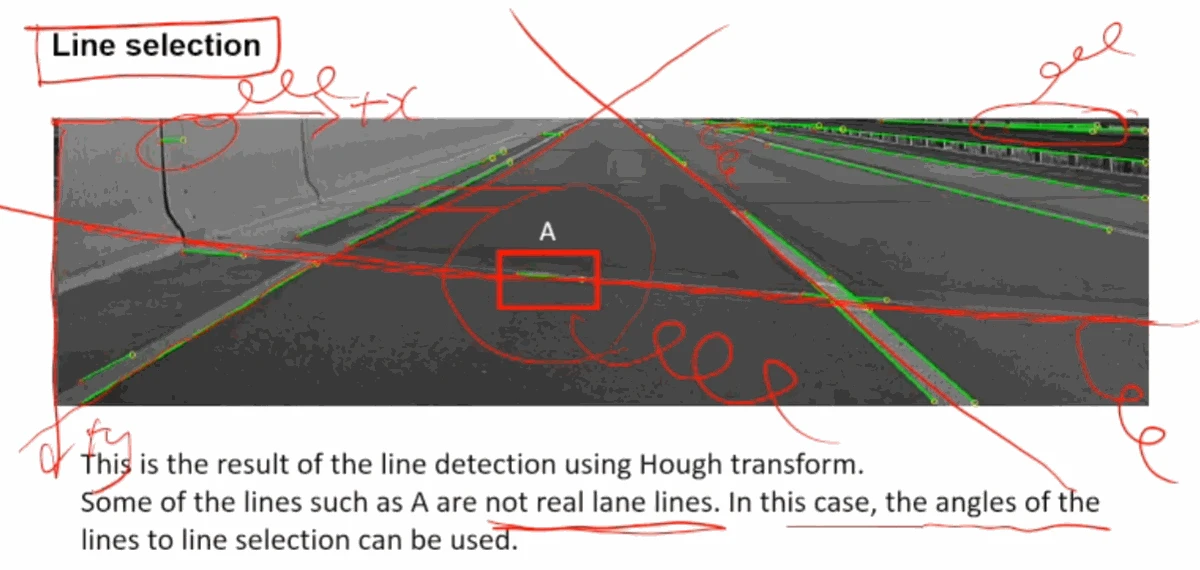 Line selection
+x
A
+y
This is the result of the line detection using Hough transform.
Some of the lines such as A are not real lane lines. In this case, the angles of the
lines to line selection can be used.